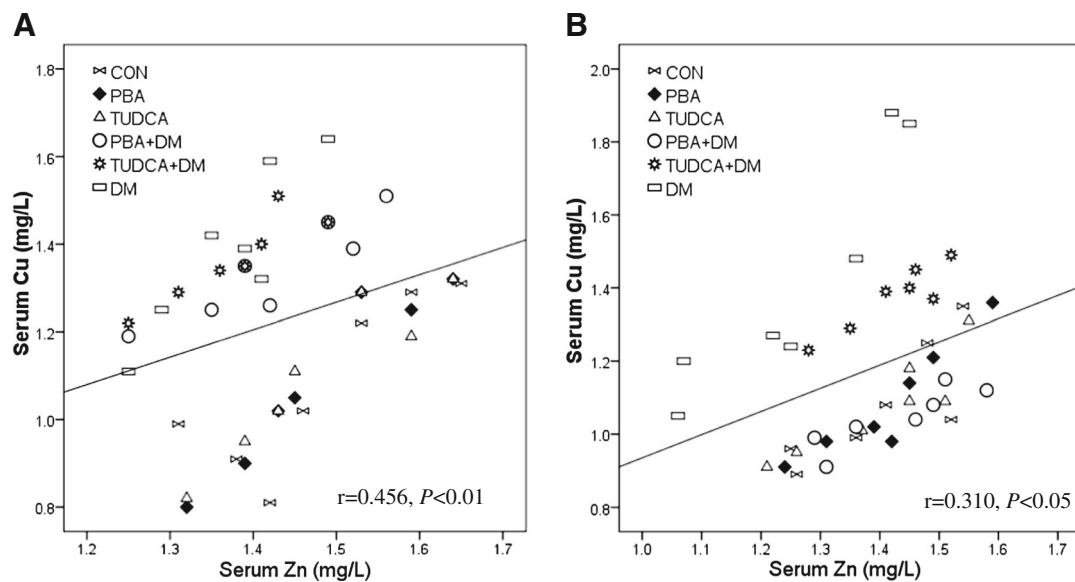 A
1.8
1.6
1.4
1.2
1.0
0.8
Serum Cu (mg/L)
CON
PBA
TUDCA
PBA+DM
TUDCA+DM
DM
r=0.456, P<0.01
1.2 1.3 1.4 1.5 1.6 1.7
Serum Zn (mg/L)
B
2.0
1.8
1.6
1.4
1.2
1.0
0.8
Serum Cu (mg/L)
CON
PBA
TUDCA
PBA+DM
TUDCA+DM
DM
r=0.310, P<0.05
1.0 1.1 1.2 1.3 1.4 1.5 1.6 1.7
Serum Zn (mg/L)